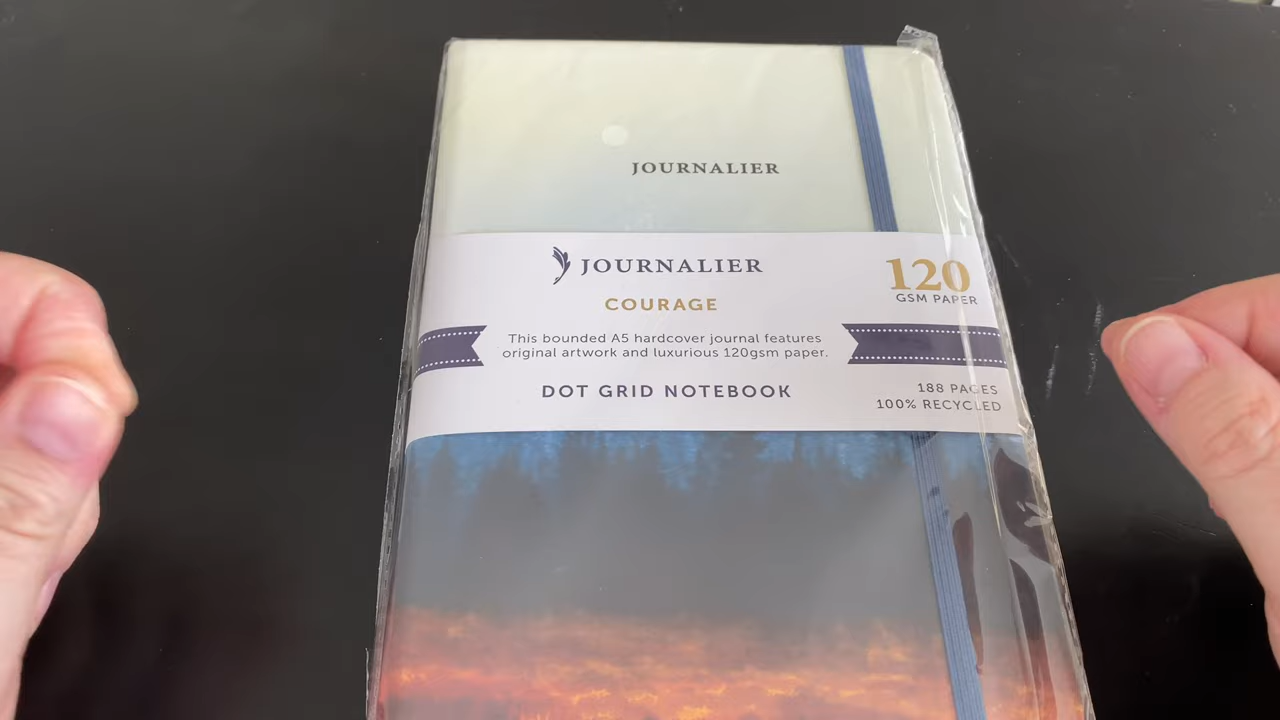 JOURNALIER
JOURNALIER
COURAGE
120
GSM PAPER
This bounded A5 hardcover journal features
original artwork and luxurious 120gsm paper.
DOT GRID NOTEBOOK
188 PAGES
100% RECYCLED